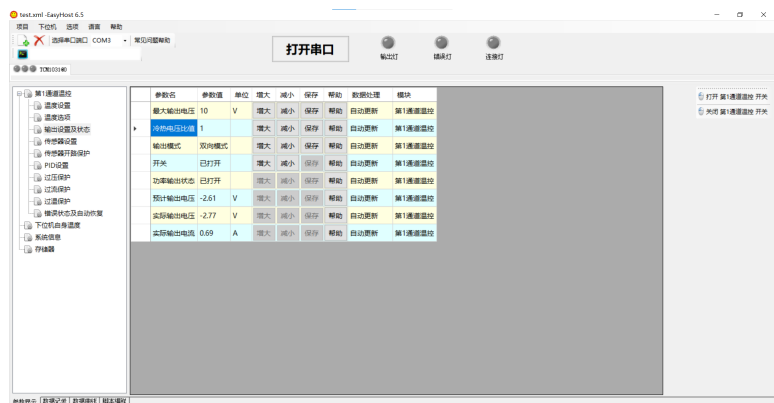 test.xml -EasyHost 6.5
项目 下位机 选项 语言 帮助
选择串口端口 COM3 常见问题帮助
打开串口
输出灯 错误灯 连接灯
TCM1031#0
第1通道温控
温度设置
温度选项
输出设置及状态
传感器设置
传感器开路保护
PID设置
过压保护
过流保护
过温保护
错误状态及自动恢复
下位机自身温度
系统信息
存储器
参数名 参数值 单位 增大 减小 保存 帮助 数据处理 模块
最大输出电压 10 V 增大 减小 保存 帮助 自动更新 第1通道温控
冷热电压比值 1 增大 减小 保存 帮助 自动更新 第1通道温控
输出模式 双向模式 增大 减小 保存 帮助 自动更新 第1通道温控
开关 已打开 增大 减小 保存 帮助 自动更新 第1通道温控
功率输出状态 已打开 增大 减小 保存 帮助 自动更新 第1通道温控
预计输出电压 -2.61 V 增大 减小 保存 帮助 自动更新 第1通道温控
实际输出电压 -2.77 V 增大 减小 保存 帮助 自动更新 第1通道温控
实际输出电流 0.69 A 增大 减小 保存 帮助 自动更新 第1通道温控
打开 第1通道温控 开关
关闭 第1通道温控 开关
参数显示 数据记录 数据曲线 脚本编程